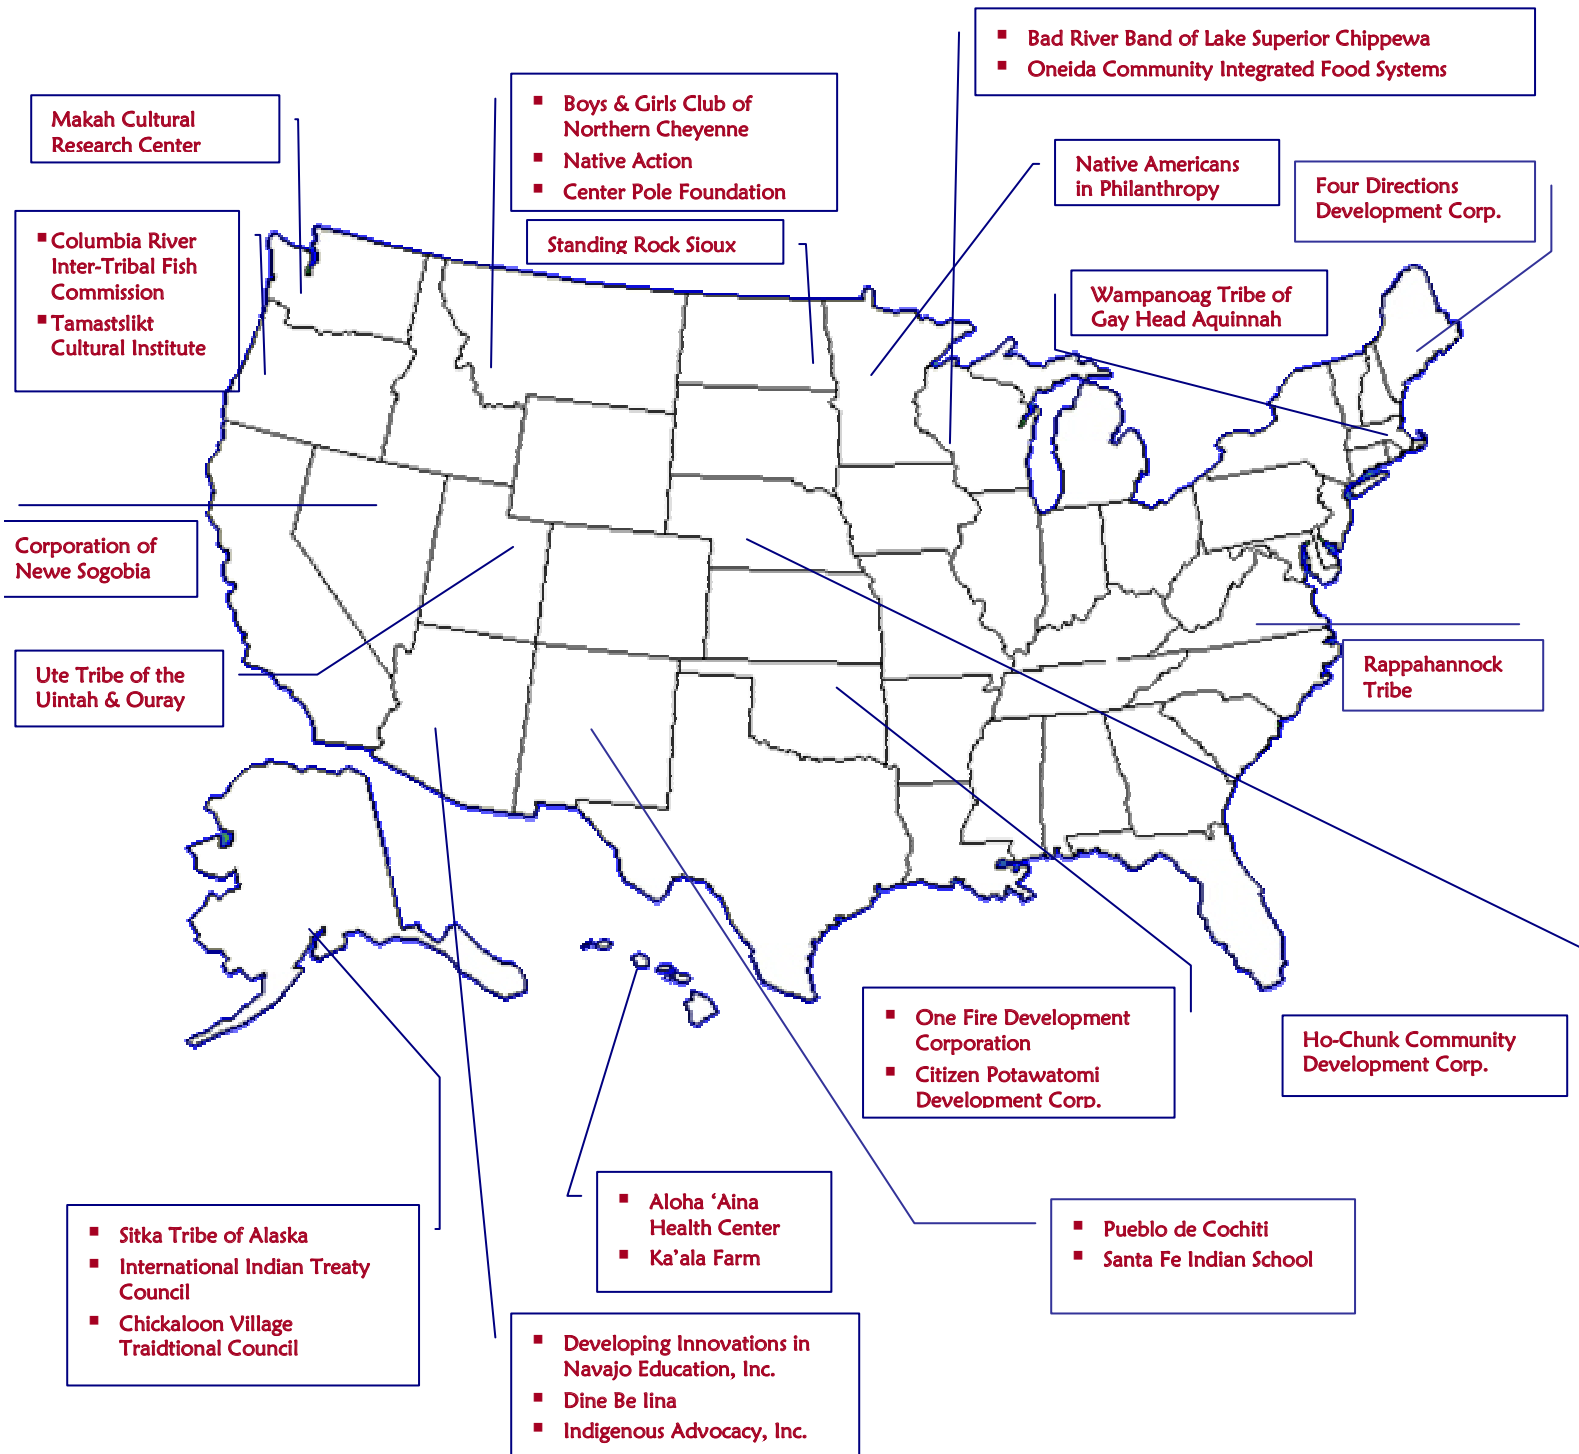 ▪ Bad River Band of Lake Superior Chippewa
▪ Oneida Community Integrated Food Systems
Makah Cultural
Research Center
▪ Boys & Girls Club of
Northern Cheyenne
▪ Native Action
▪ Center Pole Foundation
Native Americans
in Philanthropy
Four Directions
Development Corp.
▪ Columbia River
Inter-Tribal Fish
Commission
▪ Tamastslikt
Cultural Institute
Standing Rock Sioux
Wampanoag Tribe of
Gay Head Aquinnah
Corporation of
Newe Sogobia
Ute Tribe of the
Uintah & Ouray
Rappahannock
Tribe
▪ One Fire Development
Corporation
▪ Citizen Potawatomi
Development Corp.
Ho-Chunk Community
Development Corp.
▪ Sitka Tribe of Alaska
▪ International Indian Treaty
Council
▪ Chickaloon Village
Traidtional Council
▪ Aloha ‘Aina
Health Center
▪ Ka’ala Farm
▪ Pueblo de Cochiti
▪ Santa Fe Indian School
▪ Developing Innovations in
Navajo Education, Inc.
▪ Dine Be Iina
▪ Indigenous Advocacy, Inc.